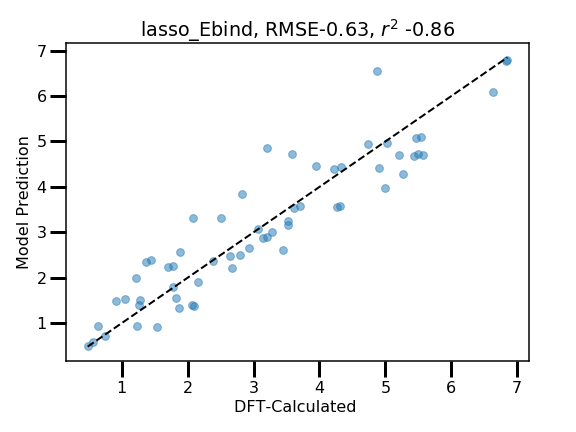 lasso_Ebind, RMSE-0.63, r² -0.86
7
6
5
4
3
2
1
Model Prediction
1 2 3 4 5 6 7
DFT-Calculated